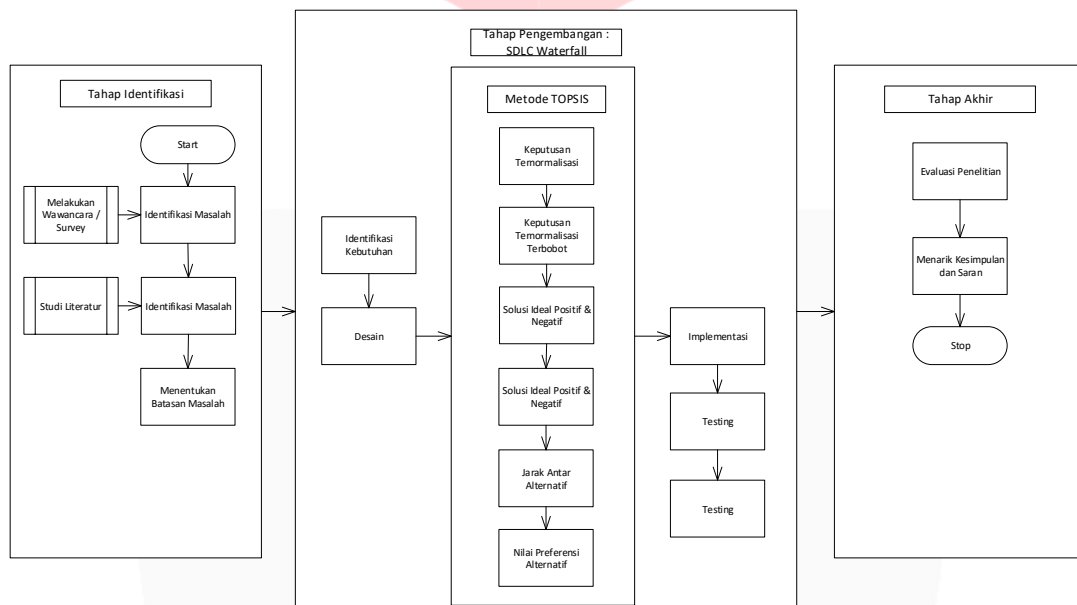 Tahap Identifikasi
Start
Melakukan
Wawancara /
Survey
Identifikasi Masalah
Studi Literatur
Identifikasi Masalah
Menentukan
Batasan Masalah
Tahap Pengembangan :
SDLC Waterfall
Identifikasi
Kebutuhan
Desain
Metode TOPSIS
Keputusan
Ternormalisasi
Keputusan
Ternormalisasi
Terbobot
Solusi Ideal Positif &
Negatif
Solusi Ideal Positif &
Negatif
Jarak Antar
Alternatif
Nilai Preferensi
Alternatif
Implementasi
Testing
Testing
Tahap Akhir
Evaluasi Penelitian
Menarik Kesimpulan
dan Saran
Stop